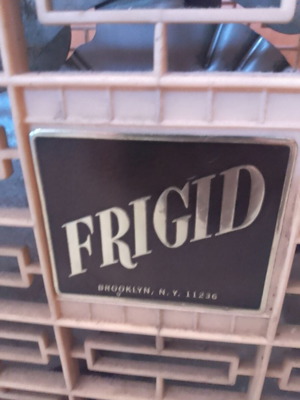 FRIGID
BROOKLYN, N.Y. 11236